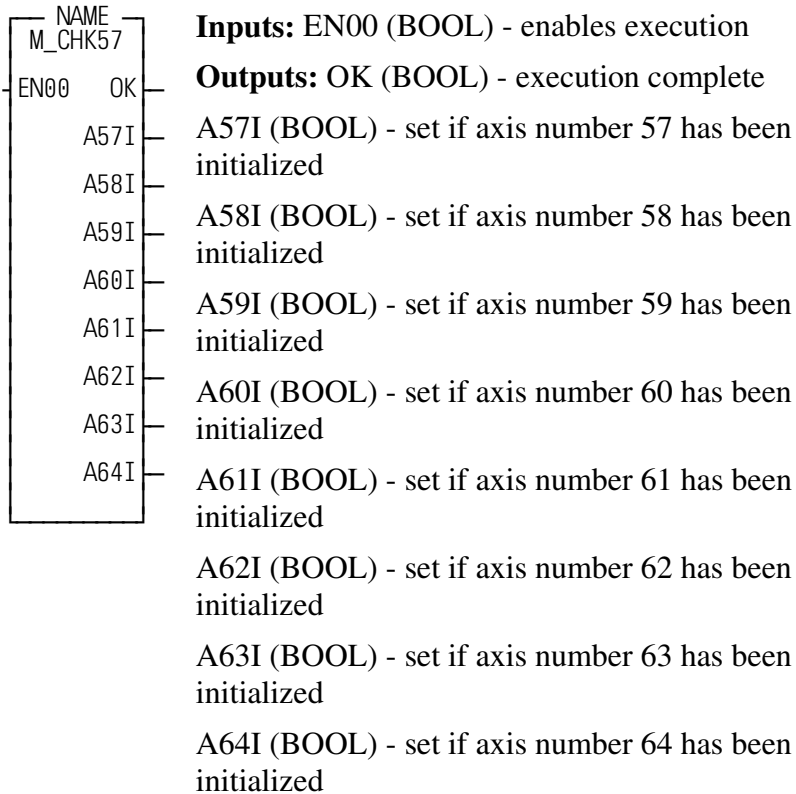 NAME
M_CHK57
EN00 OK
A57I
A58I
A59I
A60I
A61I
A62I
A63I
A64I
Inputs: EN00 (BOOL) - enables execution
Outputs: OK (BOOL) - execution complete
A57I (BOOL) - set if axis number 57 has been
initialized
A58I (BOOL) - set if axis number 58 has been
initialized
A59I (BOOL) - set if axis number 59 has been
initialized
A60I (BOOL) - set if axis number 60 has been
initialized
A61I (BOOL) - set if axis number 61 has been
initialized
A62I (BOOL) - set if axis number 62 has been
initialized
A63I (BOOL) - set if axis number 63 has been
initialized
A64I (BOOL) - set if axis number 64 has been
initialized